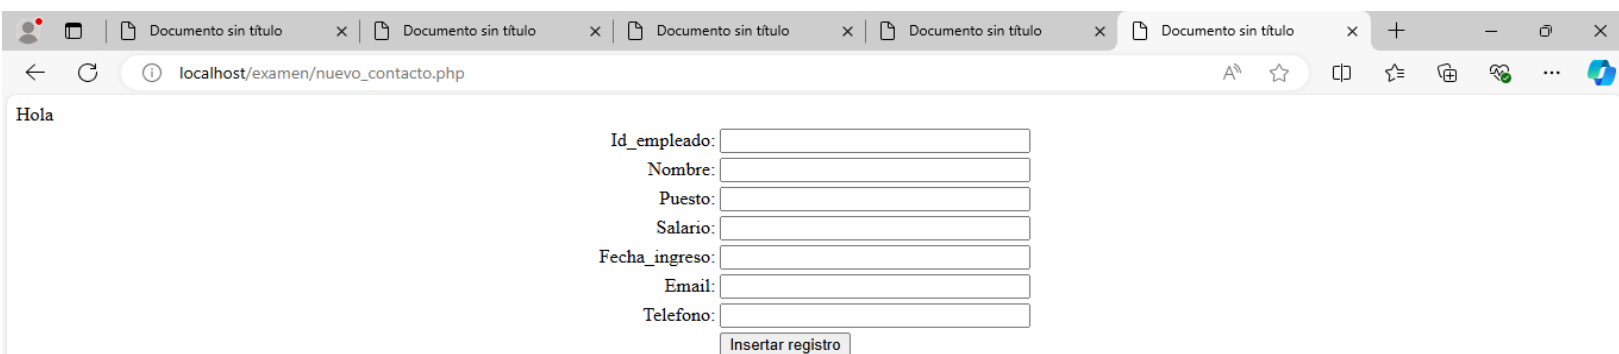 Documento sin título Documento sin título Documento sin título Documento sin título Documento sin título
localhost/examen/nuevo_contacto.php
Hola
Id_empleado:
Nombre:
Puesto:
Salario:
Fecha_ingreso:
Email:
Telefono:
Insertar registro